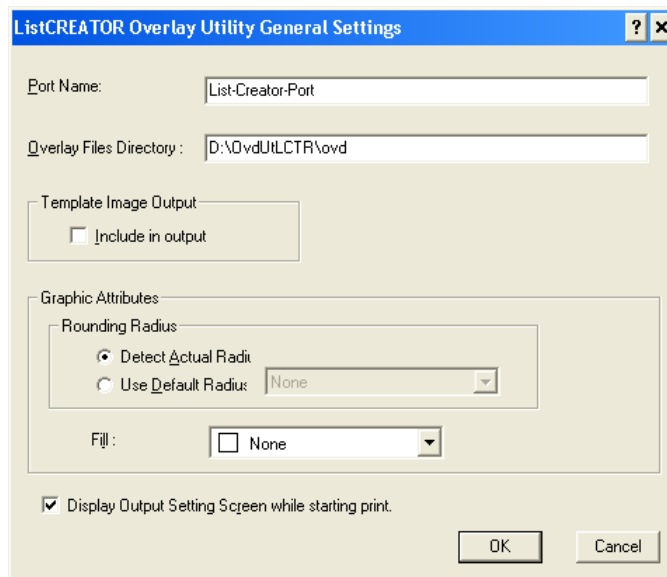 ListCREATOR Overlay Utility General Settings
Port Name:
List-Creator-Port
Overlay Files Directory :
D:\OvdUtLCTR\ovd
Template Image Output
Include in output
Graphic Attributes
Rounding Radius
Detect Actual Radi
Use Default Radius
None
Fill :
None
Display Output Setting Screen while starting print.
OK
Cancel